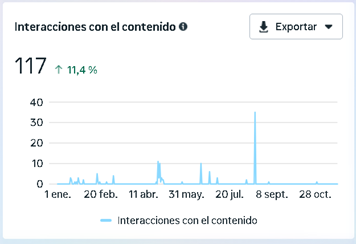 Interacciones con el contenido
Exportar
117 ↑ 11,4 %
40
30
20
10
0
1 ene. 20 feb. 11 abr. 31 may. 20 jul. 8 sept. 28 oct.
Interacciones con el contenido